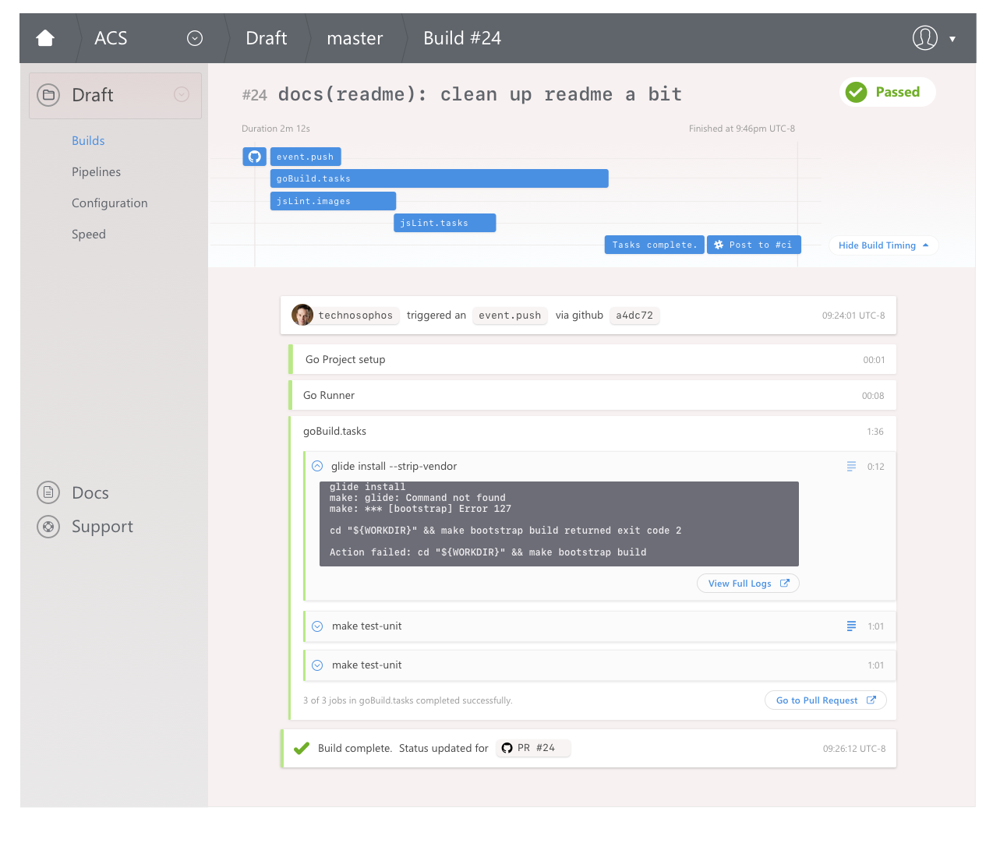 ACS Draft master Build #24
Draft
Builds
Pipelines
Configuration
Speed
Docs
Support
#24 docs(readme): clean up readme a bit
Passed
Duration 2m 12s
Finished at 9:46pm UTC-8
event.push
goBuild.tasks
jsLint.images
jsLint.tasks
Tasks complete.
Post to #ci
Hide Build Timing
technosophos triggered an event.push via github a4dc72 09:24:01 UTC-8
Go Project setup 00:01
Go Runner 00:08
goBuild.tasks 1:36
glide install --strip-vendor 0:12
glide install
make: glide: Command not found
make: *** [bootstrap] Error 127
cd "${WORKDIR}" && make bootstrap build returned exit code 2
Action failed: cd "${WORKDIR}" && make bootstrap build
View Full Logs
make test-unit 1:01
make test-unit 1:01
3 of 3 jobs in goBuild.tasks completed successfully.
Go to Pull Request
Build complete. Status updated for PR #24 09:26:12 UTC-8